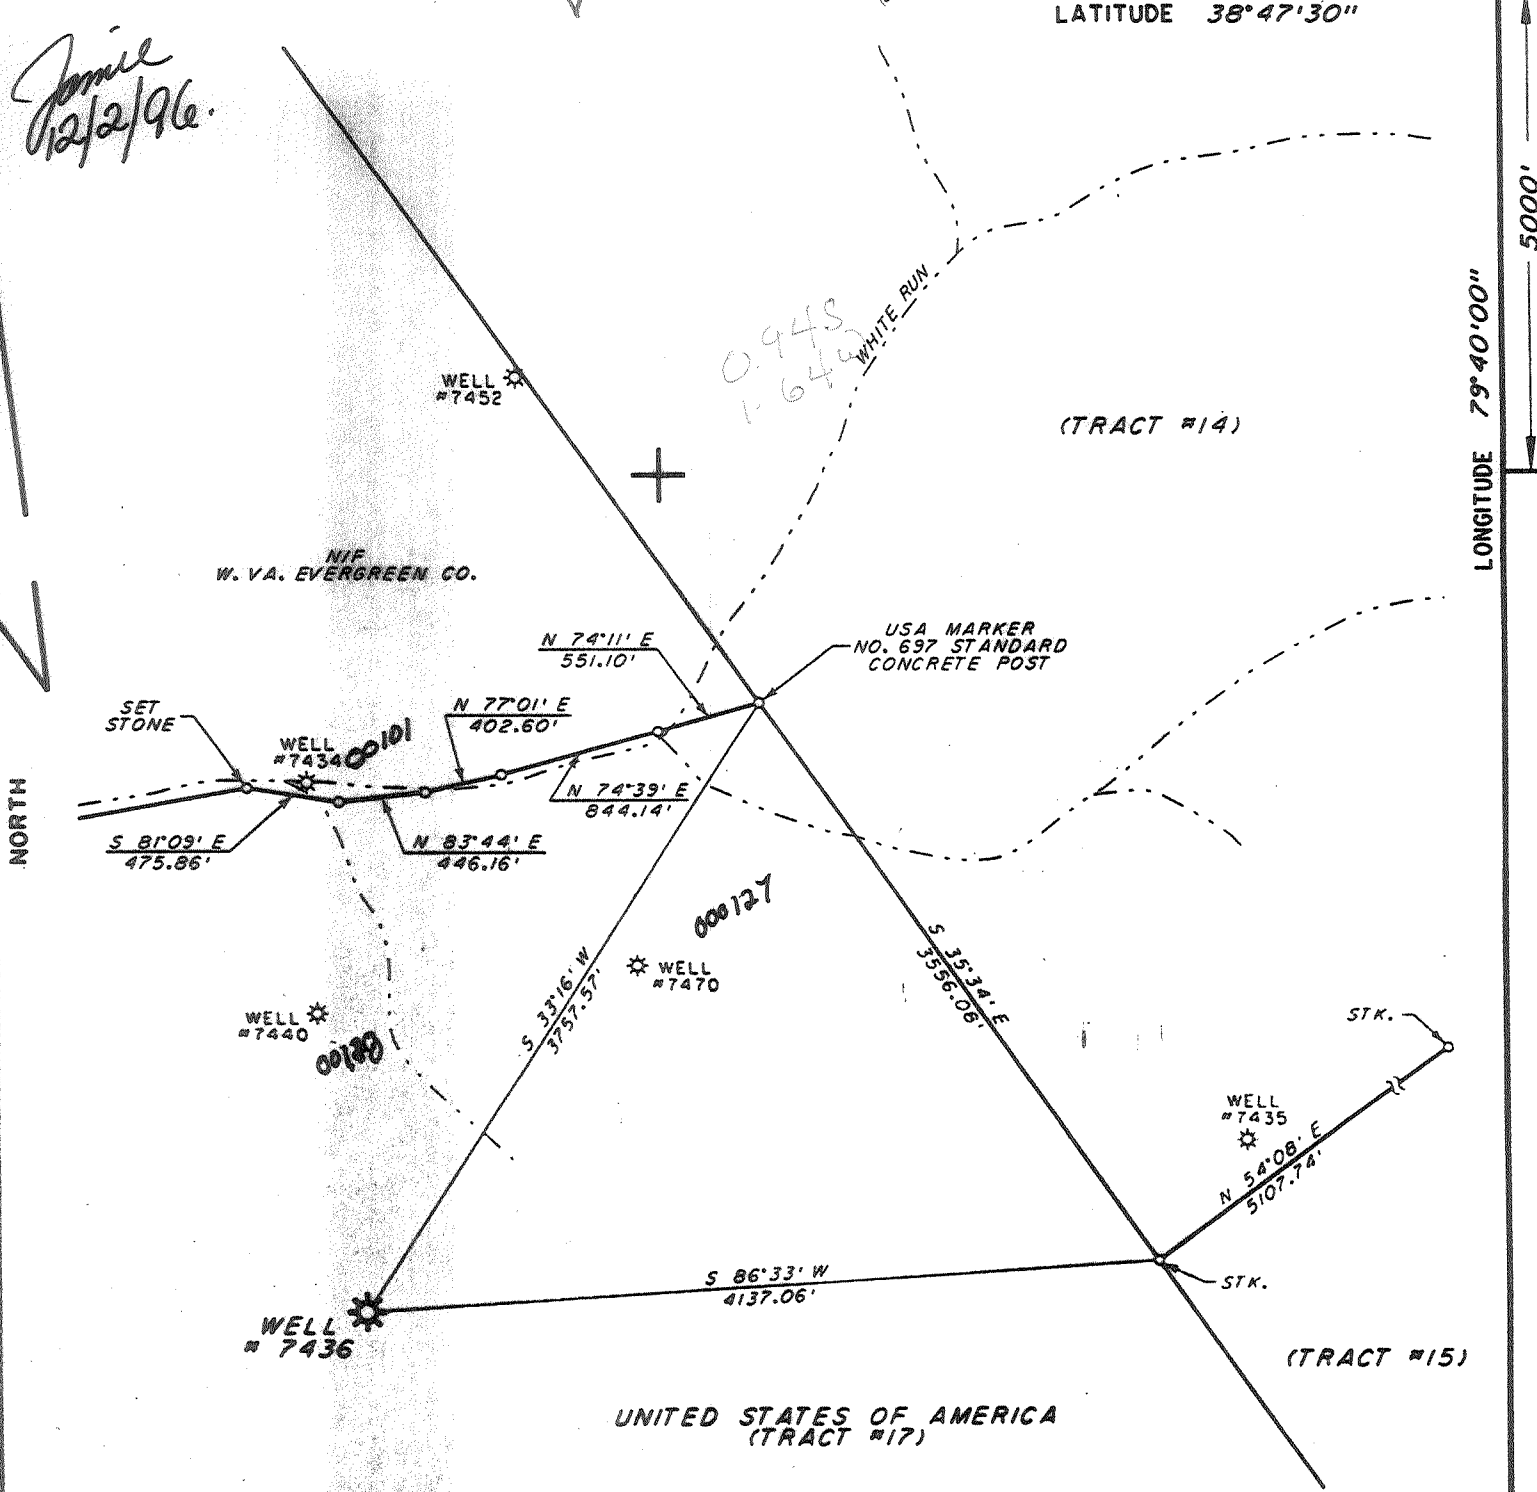 LATITUDE 38°47'30"
Jamie
12/2/96.
5000'
LONGITUDE 79°40'00"
0.94S
1.64W
WHITE RUN
WELL
#7452
(TRACT #14)
N/F
W. VA. EVERGREEN CO.
N 74°11' E
551.10'
USA MARKER
NO. 697 STANDARD
CONCRETE POST
SET
STONE
N 77°01' E
402.60'
WELL
#7434
00101
N 74°39' E
844.14'
NORTH
S 81°09' E
475.86'
N 83°44' E
446.16'
000127
WELL
#7470
S 33°16' W
3757.57'
S 35°34' E
3556.06'
WELL
#7440
STK.
WELL
#7435
N 54°08' E
5107.74'
S 86°33' W
4137.06'
STK.
WELL
# 7436
(TRACT #15)
UNITED STATES OF AMERICA
(TRACT #17)